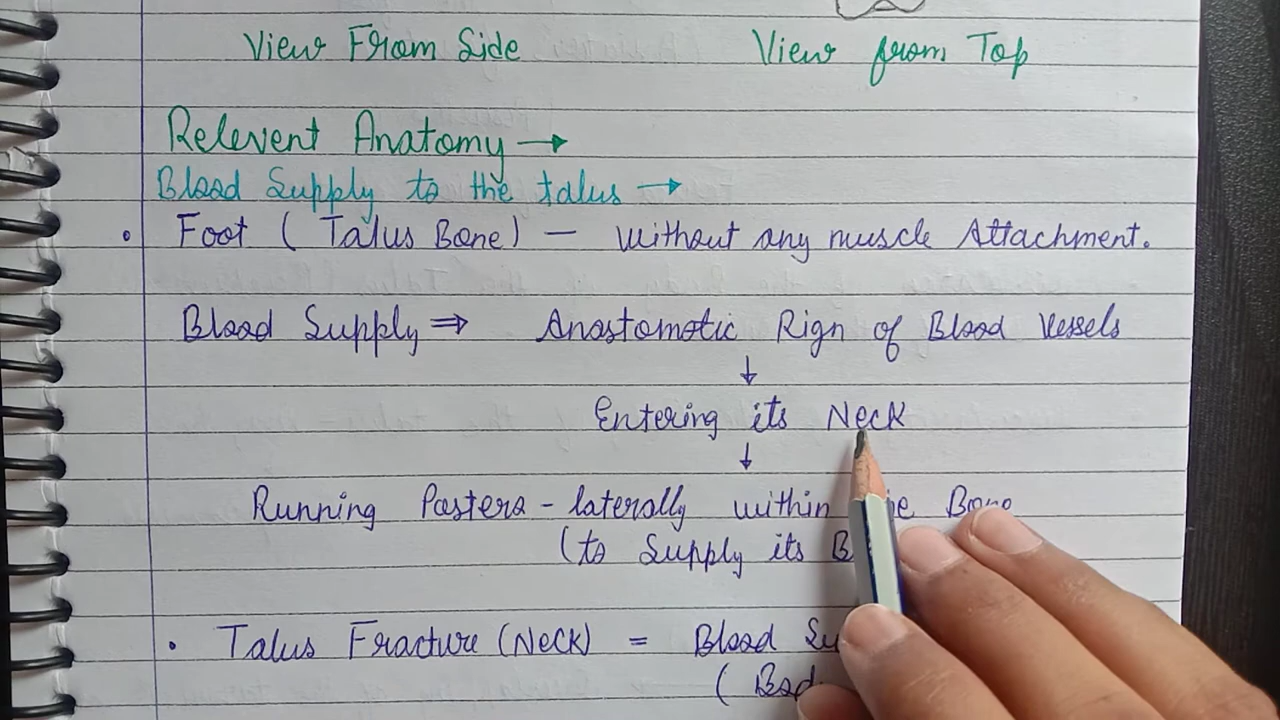 View From Side View from Top
Relevent Anatomy →
Blood Supply to the talus →
• Foot ( Talus Bone) — without any muscle Attachment.
Blood Supply ⇒ Anastomotic Rign of Blood Vessels
↓
Entering its Neck
↓
Running Postero - laterally within Bone
(to Supply its
• Talus Fracture (Neck) = Blood
(